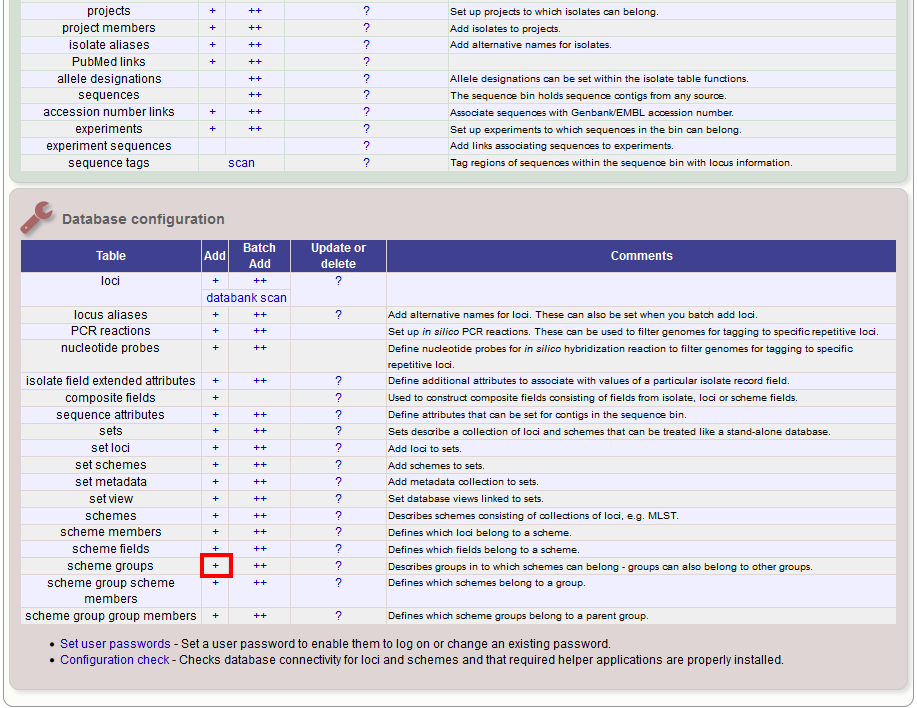 projects + ++ ? Set up projects to which isolates can belong.
project members + ++ ? Add isolates to projects.
isolate aliases + ++ ? Add alternative names for isolates.
PubMed links + ++ ?
allele designations ++ ? Allele designations can be set within the isolate table functions.
sequences ++ ? The sequence bin holds sequence contigs from any source.
accession number links + ++ ? Associate sequences with Genbank/EMBL accession number.
experiments + ++ ? Set up experiments to which sequences in the bin can belong.
experiment sequences ? Add links associating sequences to experiments.
sequence tags scan ? Tag regions of sequences within the sequence bin with locus information.
Database configuration
Table Add Batch Add Update or delete Comments
loci + ++ ?
databank scan
locus aliases + ++ ? Add alternative names for loci. These can also be set when you batch add loci.
PCR reactions + ++ Set up in silico PCR reactions. These can be used to filter genomes for tagging to specific repetitive loci.
nucleotide probes + ++ Define nucleotide probes for in silico hybridization reaction to filter genomes for tagging to specific
repetitive loci.
isolate field extended attributes + ++ ? Define additional attributes to associate with values of a particular isolate record field.
composite fields + ? Used to construct composite fields consisting of fields from isolate, loci or scheme fields.
sequence attributes + ++ ? Define attributes that can be set for contigs in the sequence bin.
sets + ++ ? Sets describe a collection of loci and schemes that can be treated like a stand-alone database.
set loci + ++ ? Add loci to sets.
set schemes + ++ ? Add schemes to sets.
set metadata + ++ ? Add metadata collection to sets.
set view + ++ ? Set database views linked to sets.
schemes + ++ ? Describes schemes consisting of collections of loci, e.g. MLST.
scheme members + ++ ? Defines which loci belong to a scheme.
scheme fields + ++ ? Defines which fields belong to a scheme.
scheme groups + ++ ? Describes groups in to which schemes can belong - groups can also belong to other groups.
scheme group scheme + ++ ? Defines which schemes belong to a group.
members
scheme group group members + ++ ? Defines which scheme groups belong to a parent group.
• Set user passwords - Set a user password to enable them to log on or change an existing password.
• Configuration check - Checks database connectivity for loci and schemes and that required helper applications are properly installed.